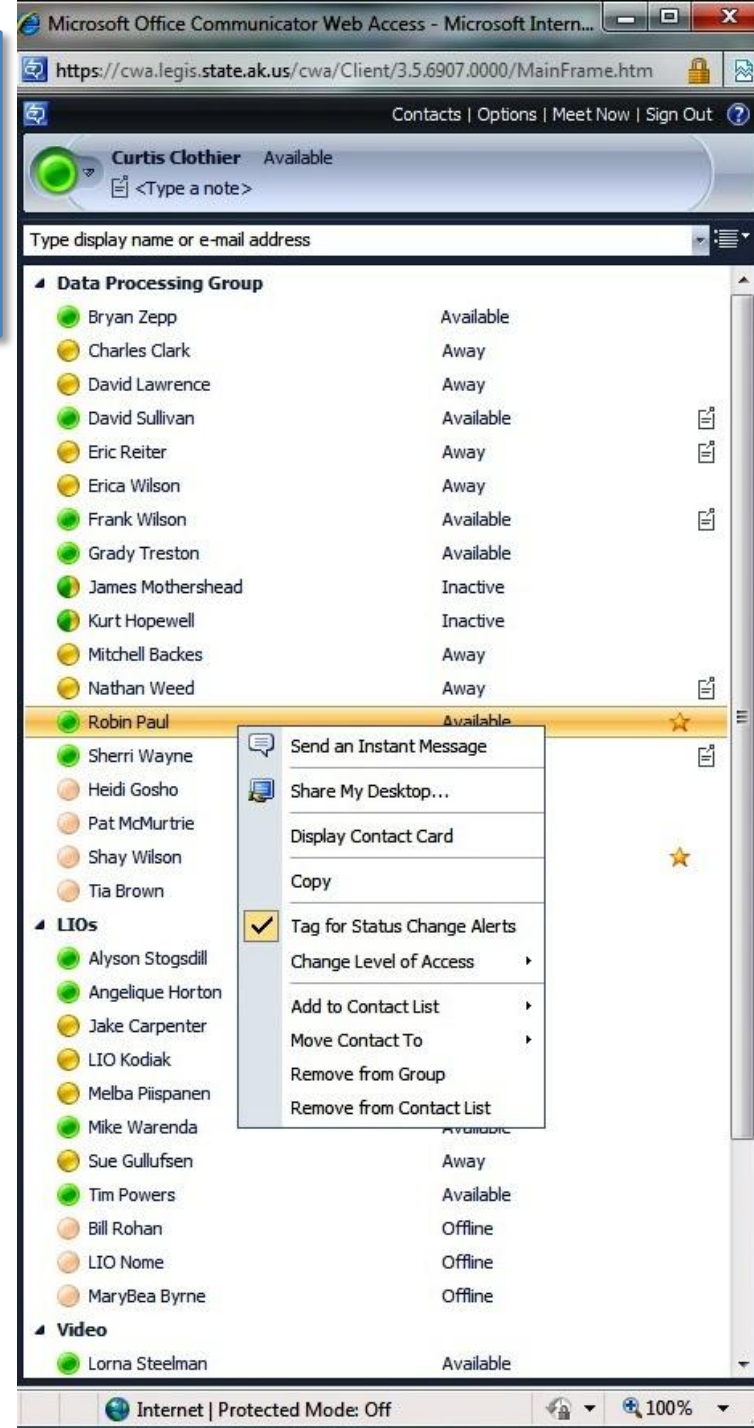 Microsoft Office Communicator Web Access - Microsoft Intern...
https://cwa.legis.state.ak.us/cwa/Client/3.5.6907.0000/MainFrame.htm
Contacts | Options | Meet Now | Sign Out
Curtis Clothier Available
<Type a note>
Type display name or e-mail address
Data Processing Group
Bryan Zepp Available
Charles Clark Away
David Lawrence Away
David Sullivan Available
Eric Reiter Away
Erica Wilson Away
Frank Wilson Available
Grady Treston Available
James Mothershead Inactive
Kurt Hopewell Inactive
Mitchell Backes Away
Nathan Weed Away
Robin Paul Available
Sherri Wayne
Heidi Gosho
Pat McMurtrie
Shay Wilson
Tia Brown
LIOs
Alyson Stogsdill
Angelique Horton
Jake Carpenter
LIO Kodiak
Melba Piispanen
Mike Warenda Available
Sue Gullufsen Away
Tim Powers Available
Bill Rohan Offline
LIO Nome Offline
MaryBea Byrne Offline
Video
Lorna Steelman Available
Send an Instant Message
Share My Desktop...
Display Contact Card
Copy
Tag for Status Change Alerts
Change Level of Access
Add to Contact List
Move Contact To
Remove from Group
Remove from Contact List
Internet | Protected Mode: Off
100%